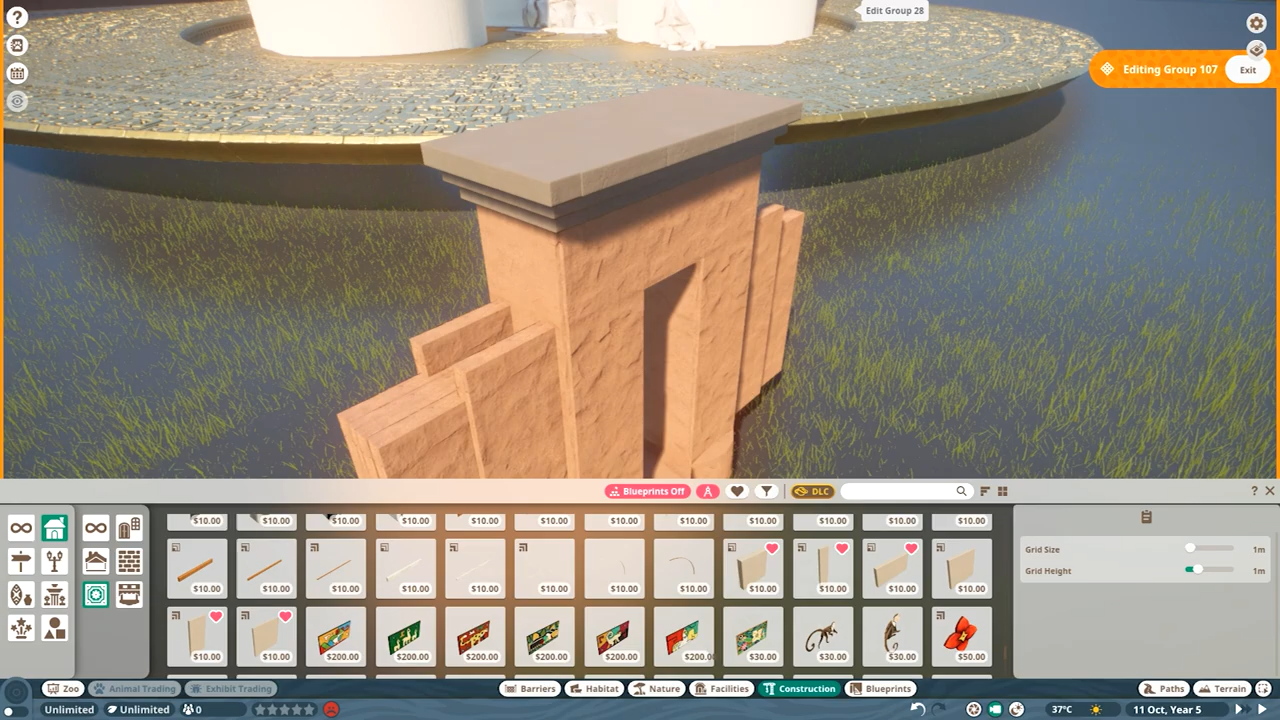 ?
Edit Group 28
Editing Group 107
Exit
Blueprints Off
DLC
? ×
$10.00 $10.00 $10.00 $10.00 $10.00 $10.00 $10.00 $10.00 $10.00 $10.00 $10.00 $10.00
$10.00 $10.00 $10.00 $10.00 $10.00 $10.00 $10.00 $10.00 $10.00 $10.00 $10.00 $10.00
$10.00 $10.00 $200.00 $200.00 $200.00 $200.00 $200.00 $200.00 $30.00 $30.00 $30.00 $50.00
Grid Size 1m
Grid Height 1m
Zoo Animal Trading Exhibit Trading Barriers Habitat Nature Facilities Construction Blueprints Paths Terrain
Unlimited Unlimited 0 37°C 11 Oct, Year 5